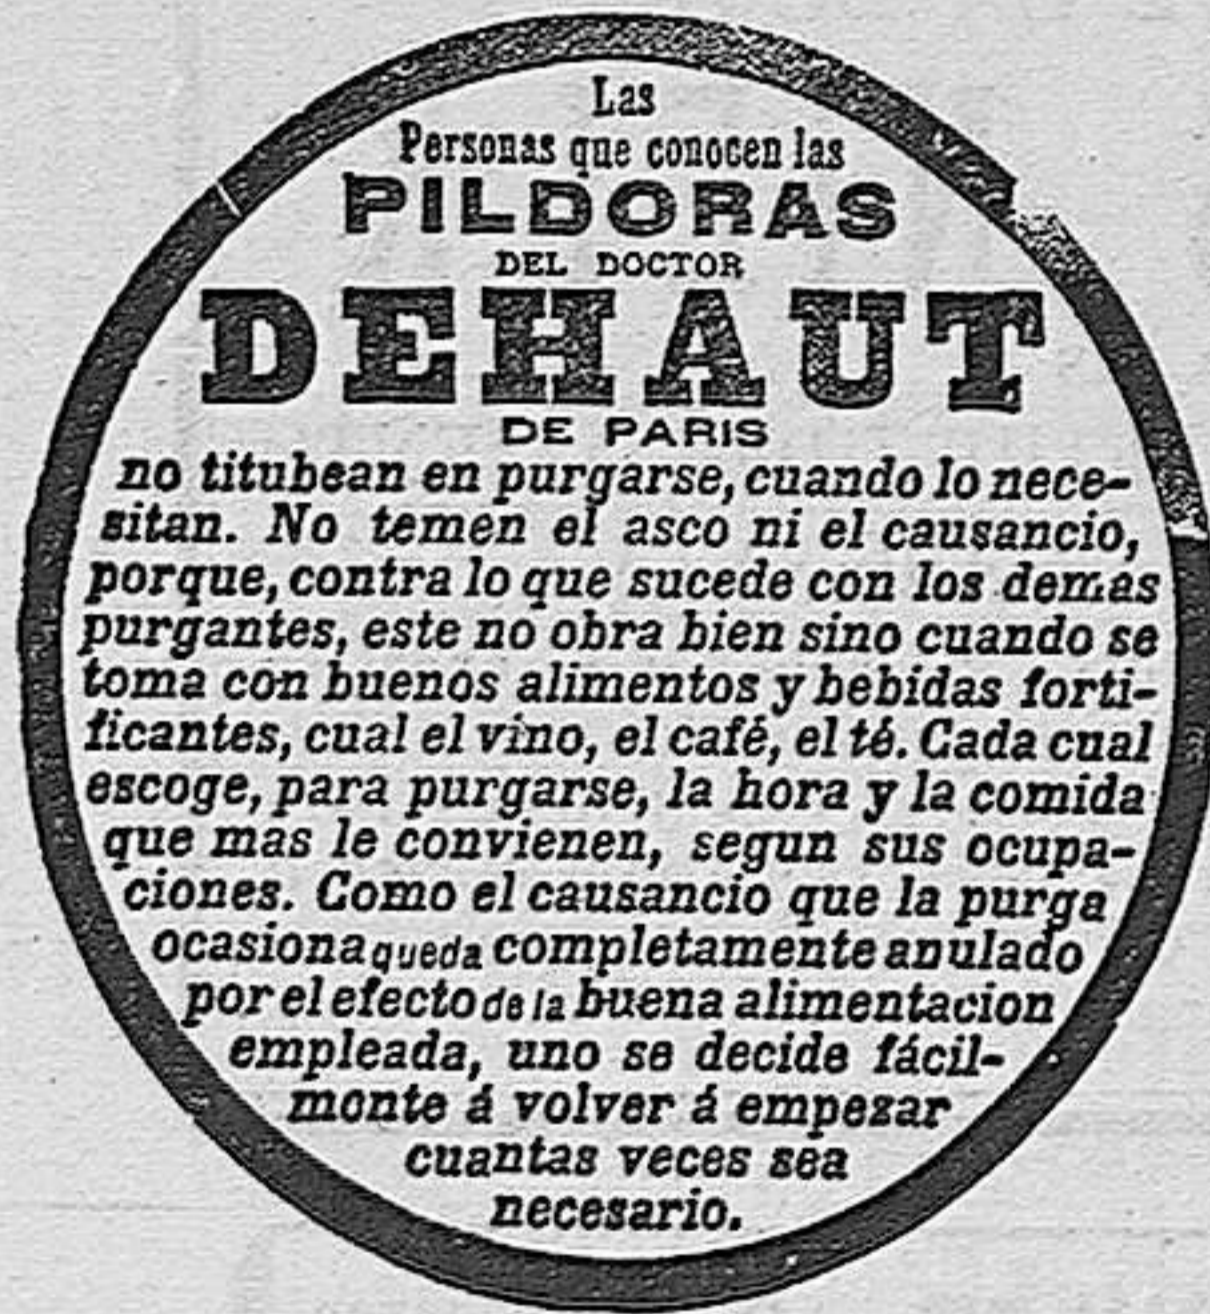 Las
Personas que conocen las
PILDORAS
DEL DOCTOR
DEHAUT
DE PARIS
no titubean en purgarse, cuando lo nece-
sitan. No temen el asco ni el causancio,
porque, contra lo que sucede con los demas
purgantes, este no obra bien sino cuando se
toma con buenos alimentos y bebidas forti-
ficantes, cual el vino, el café, el té. Cada cual
escoge, para purgarse, la hora y la comida
que mas le convienen, segun sus ocupa-
ciones. Como el causancio que la purga
ocasiona queda completamente anulado
por el efecto de la buena alimentacion
empleada, uno se decide fácil-
monte á volver á empezar
cuantas veces sea
necesario.